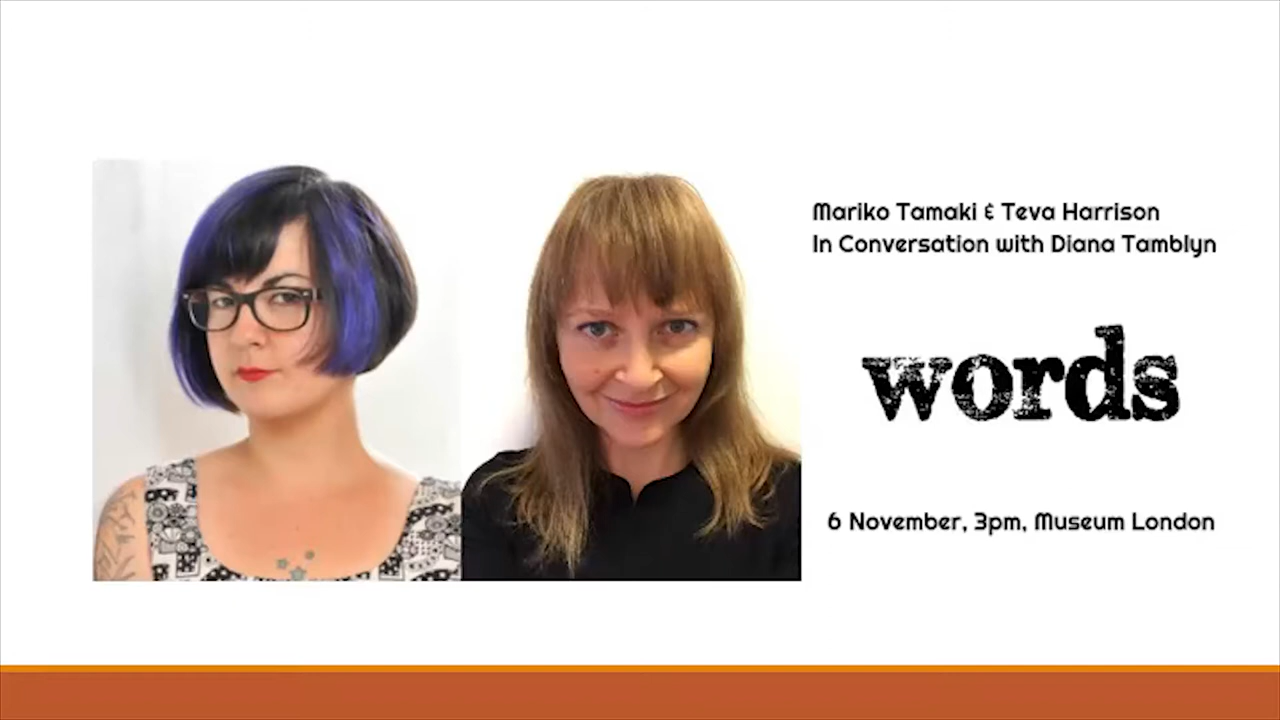 Mariko Tamaki & Teva Harrison
In Conversation with Diana Tamblyn
words
6 November, 3pm, Museum London